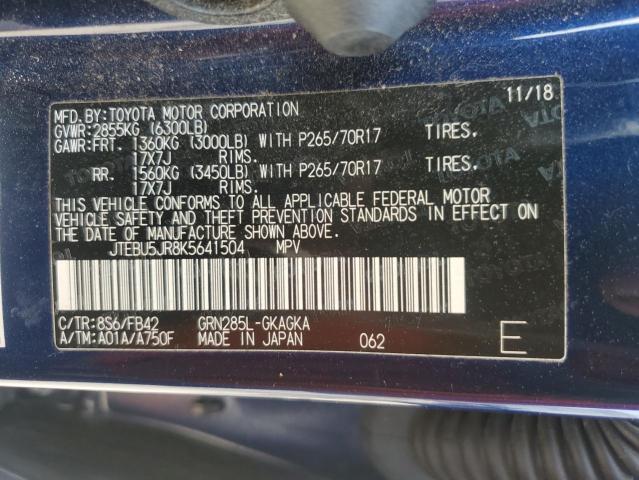 MFD. BY: TOYOTA MOTOR CORPORATION 11/18
GVWR: 2855KG (6300LB)
GAWR: FRT. 1360KG (3000LB) WITH P265/70R17 TIRES.
17X7J RIMS.
RR. 1560KG (3450LB) WITH P265/70R17 TIRES.
17X7J RIMS.
THIS VEHICLE CONFORMS TO ALL APPLICABLE FEDERAL MOTOR
VEHICLE SAFETY AND THEFT PREVENTION STANDARDS IN EFFECT ON
THE DATE OF MANUFACTURE SHOWN ABOVE.
JTEBU5JR8K5641504 MPV
C/TR: 8S6/FB42 GRN285L-GKAGKA
A/TM: A01A/A750F MADE IN JAPAN 062 E